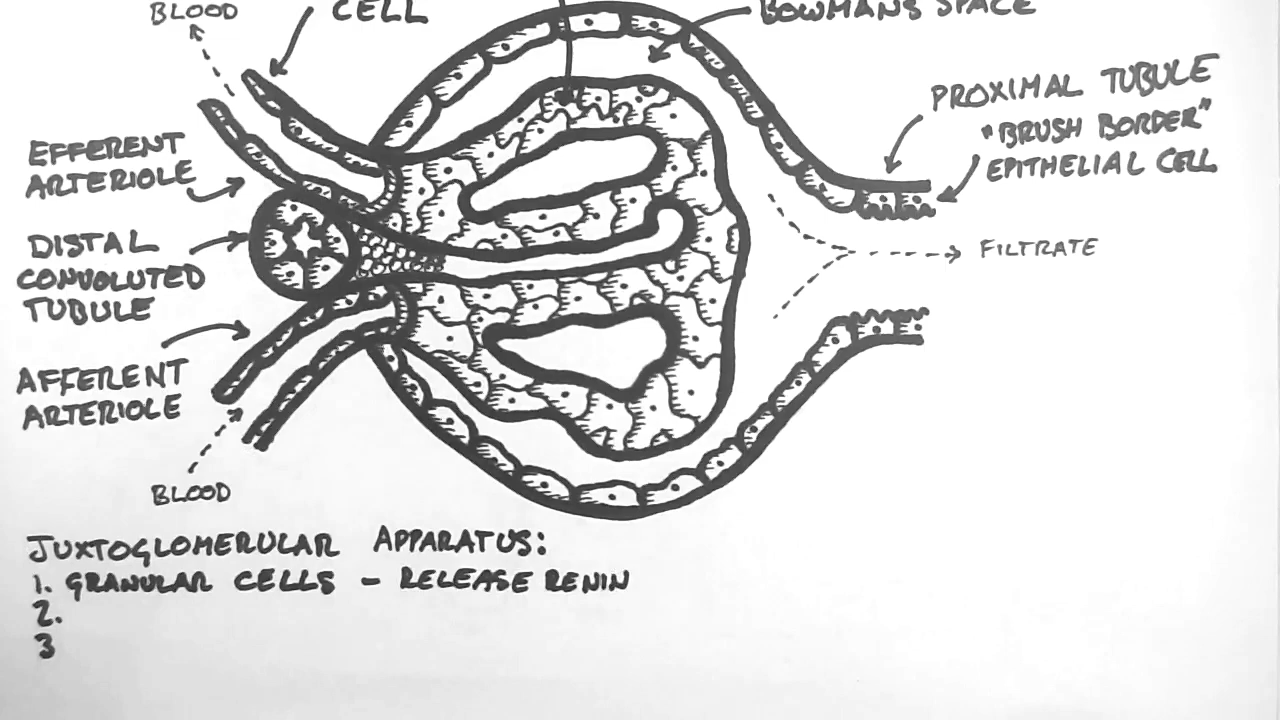 BLOOD
CELL
BOWMANS SPACE
PROXIMAL TUBULE
"BRUSH BORDER"
EPITHELIAL CELL
EFFERENT
ARTERIOLE
DISTAL
CONVOLUTED
TUBULE
FILTRATE
AFFERENT
ARTERIOLE
BLOOD
JUXTOGLOMERULAR APPARATUS:
1. GRANULAR CELLS - RELEASE RENIN
2.
3